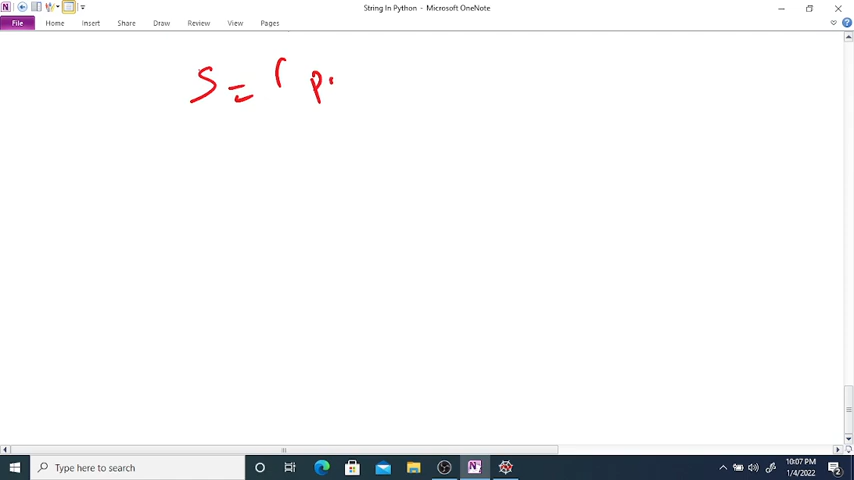 String In Python - Microsoft OneNote
File Home Insert Share Draw Review View Pages
S = ( p
Type here to search
10:07 PM
1/4/2022
2